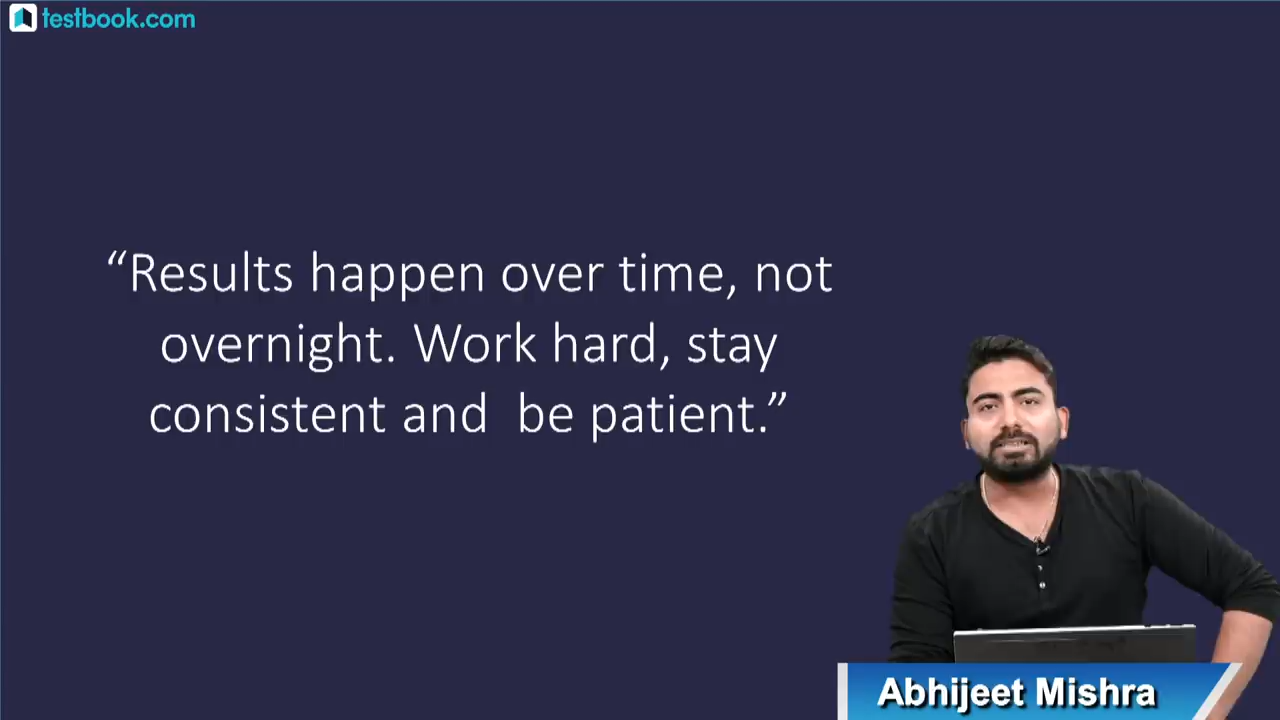 testbook.com
“Results happen over time, not
overnight. Work hard, stay
consistent and  be patient.”
Abhijeet Mishra